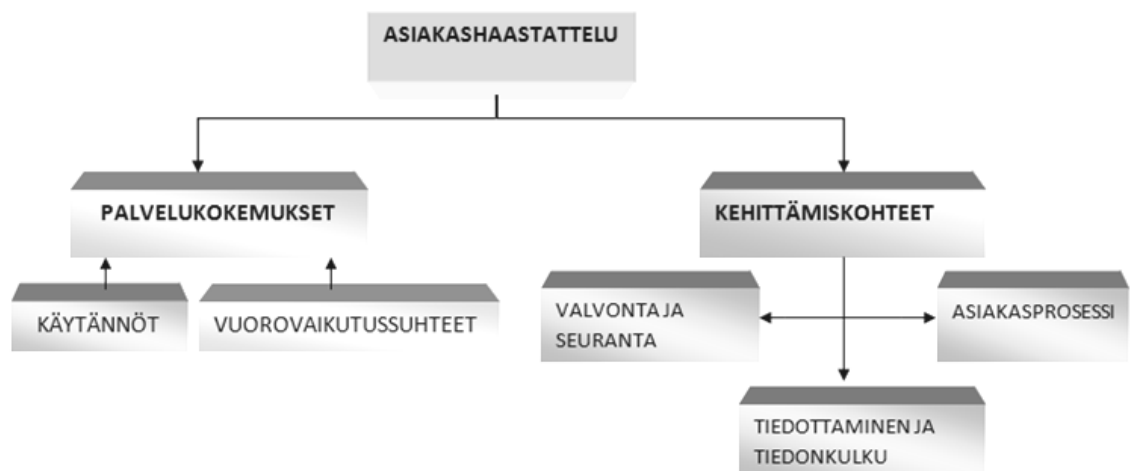 ASIAKASHAASTATTELU
PALVELUKOKEMUKSET
KEHITTÄMISKOHTEET
KÄYTÄNNÖT
VUOROVAIKUTUSSUHTEET
VALVONTA JA
SEURANTA
ASIAKASPROSESSI
TIEDOTTAMINEN JA
TIEDONKULKU